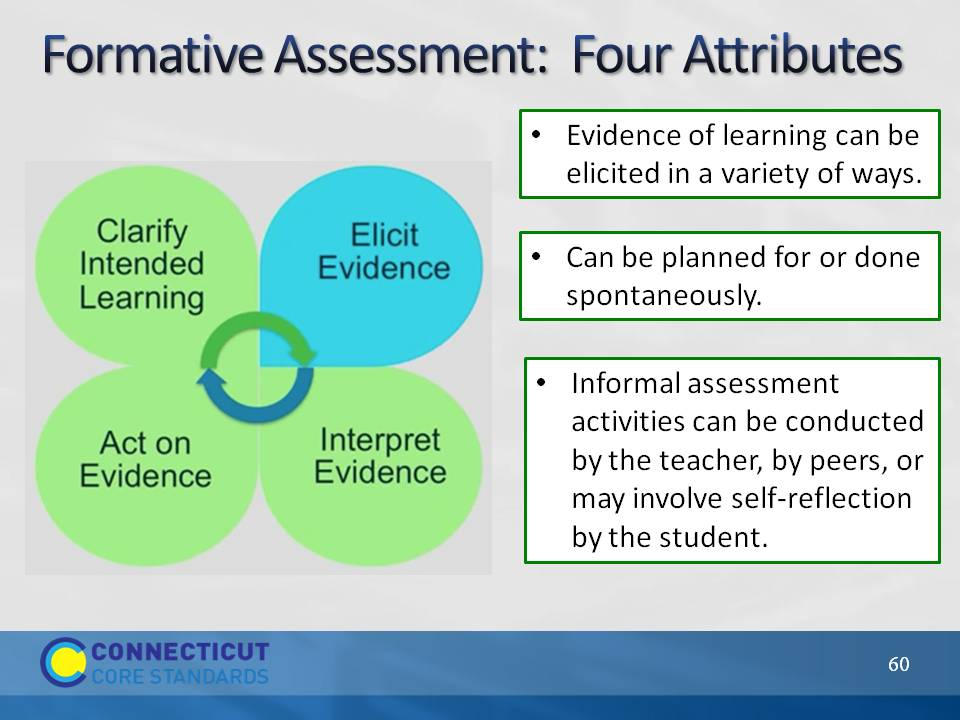 Formative Assessment: Four Attributes
Clarify
Intended
Learning
Elicit
Evidence
Act on
Evidence
Interpret
Evidence
• Evidence of learning can be
elicited in a variety of ways.
• Can be planned for or done
spontaneously.
• Informal assessment
activities can be conducted
by the teacher, by peers, or
may involve self-reflection
by the student.
CONNECTICUT
CORE STANDARDS
60